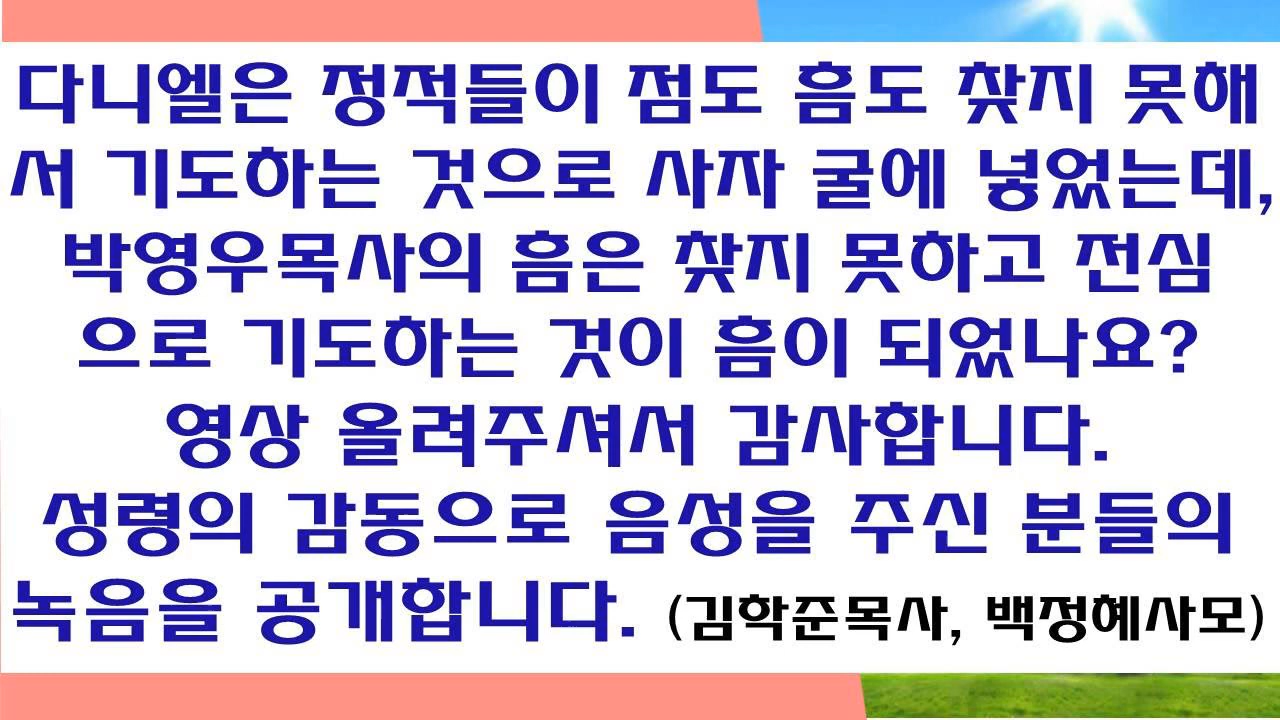 다니엘은 정적들이 점도 흠도 찾지 못해
서 기도하는 것으로 사자 굴에 넣었는데,
박영우목사의 흠은 찾지 못하고 전심
으로 기도하는 것이 흠이 되었나요?
영상 올려주셔서 감사합니다.
성령의 감동으로 음성을 주신 분들의
녹음을 공개합니다. (김학준목사, 백정혜사모)